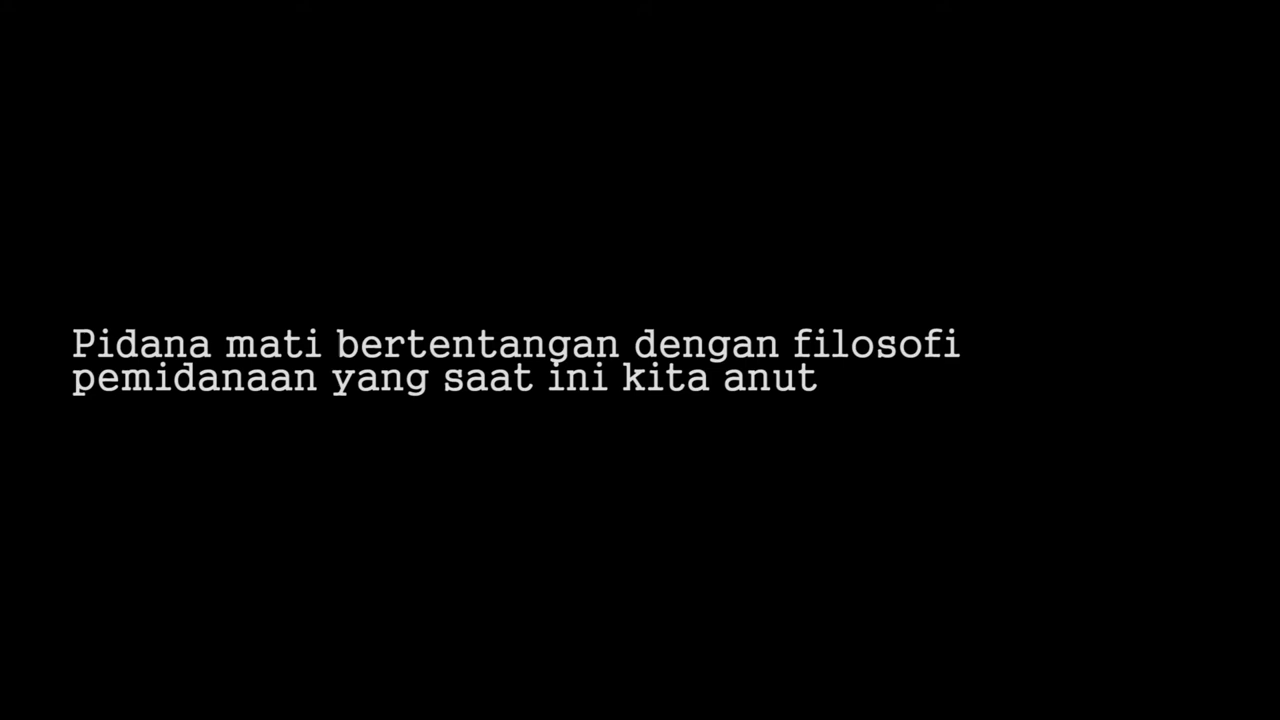 Pidana mati bertentangan dengan filosofi
pemidanaan yang saat ini kita anut